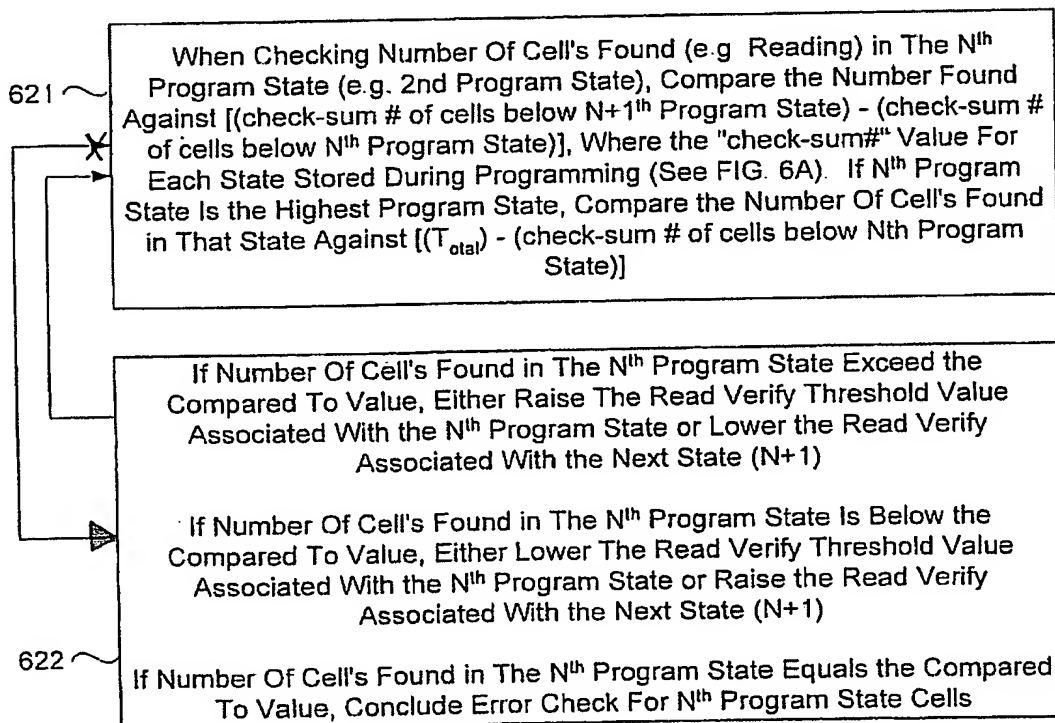 When Checking Number Of Cell's Found (e.g Reading) in The Nth
621
Program State (e.g. 2nd Program State), Compare the Number Found
Against [(check-sum # of cells below N+1th Program State) - (check-sum #
of cells below Nth Program State)], Where the "check-sum#" Value For
Each State Stored During Programming (See FIG. 6A). If Nth Program
State Is the Highest Program State, Compare the Number Of Cell's Found
in That State Against [(Total) - (check-sum # of cells below Nth Program
State)]
If Number Of Cell's Found in The Nth Program State Exceed the
Compared To Value, Either Raise The Read Verify Threshold Value
Associated With the Nth Program State or Lower the Read Verify
Associated With the Next State (N+1)
If Number Of Cell's Found in The Nth Program State Is Below the
Compared To Value, Either Lower The Read Verify Threshold Value
Associated With the Nth Program State or Raise the Read Verify
Associated With the Next State (N+1)
622
If Number Of Cell's Found in The Nth Program State Equals the Compared
To Value, Conclude Error Check For Nth Program State Cells